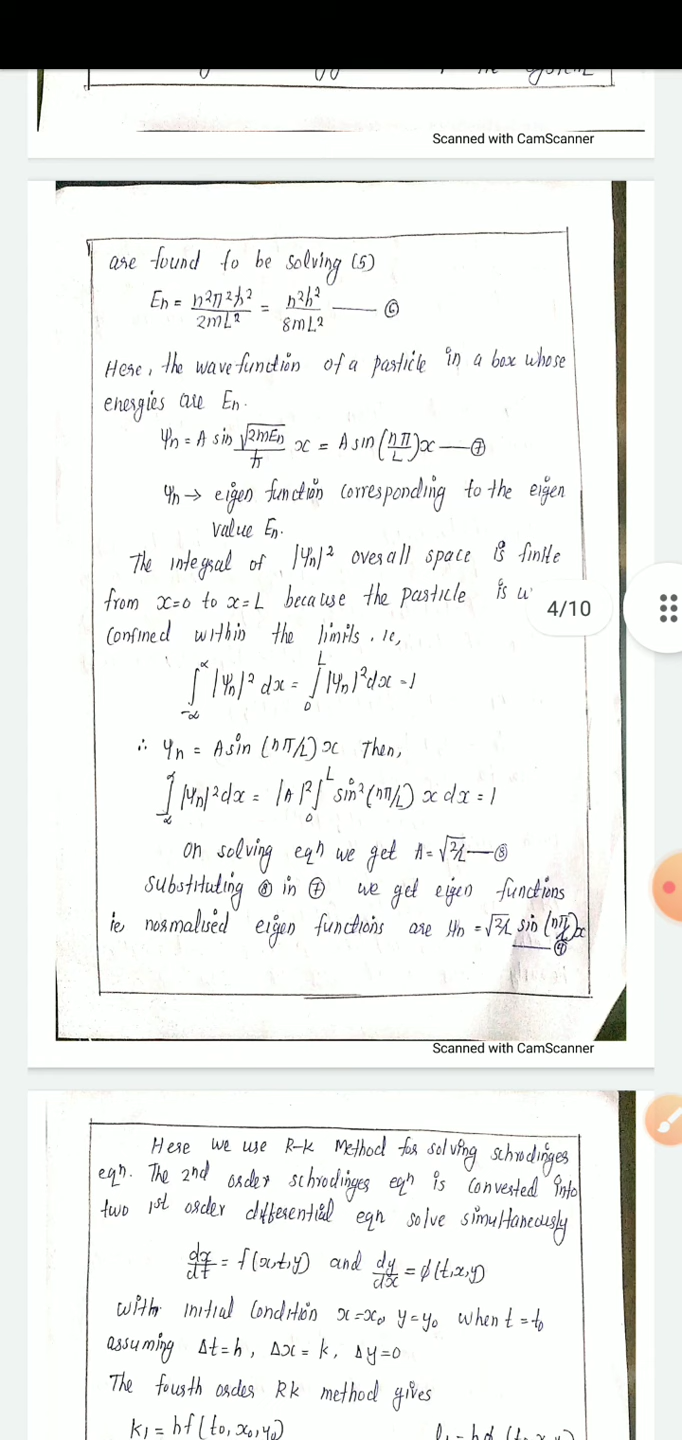 the system
Scanned with CamScanner
are found to be solving (5)
En = n²π²ħ²/2mL² = n²h²/8mL² —— ⑥
Here, the wavefunction of a particle in a box whose
energies are En.
Ψn = A sin √2mEn/ħ x = A sin (nπ/L)x — ⑦
Ψn → eigen function corresponding to the eigen
value En.
The integral of |Ψn|² over all space is finite
from x=0 to x=L because the particle is
4/10
confined within the limits. ie,
∫-∞^∞ |Ψn|² dx = ∫0^L |Ψn|² dx = 1
∴ Ψn = A sin (nπ/L) x Then,
∫-∞^∞ |Ψn|² dx = |A|² ∫0^L sin² (nπ/L) x dx = 1
on solving eqn we get A = √2/L — ⑧
substituting ⑧ in ⑦ we get eigen functions
ie, normalised eigen functions are Ψn = √2/L sin (nπ/L)x
— ⑨
Scanned with CamScanner
Here we use R-k Method for solving schrodinger
eqn. The 2nd order schrodinger eqn is converted into
two 1st order differential eqn solve simultaneously
dx/dt = f(x,t,y) and dy/dx = ϕ(t,x,y)
with initial condition x=x₀ y=y₀ when t=t₀
assuming Δt=h, Δx=k, Δy=0
The fourth order Rk method gives
k₁ = hf(t₀,x₀,y₀)